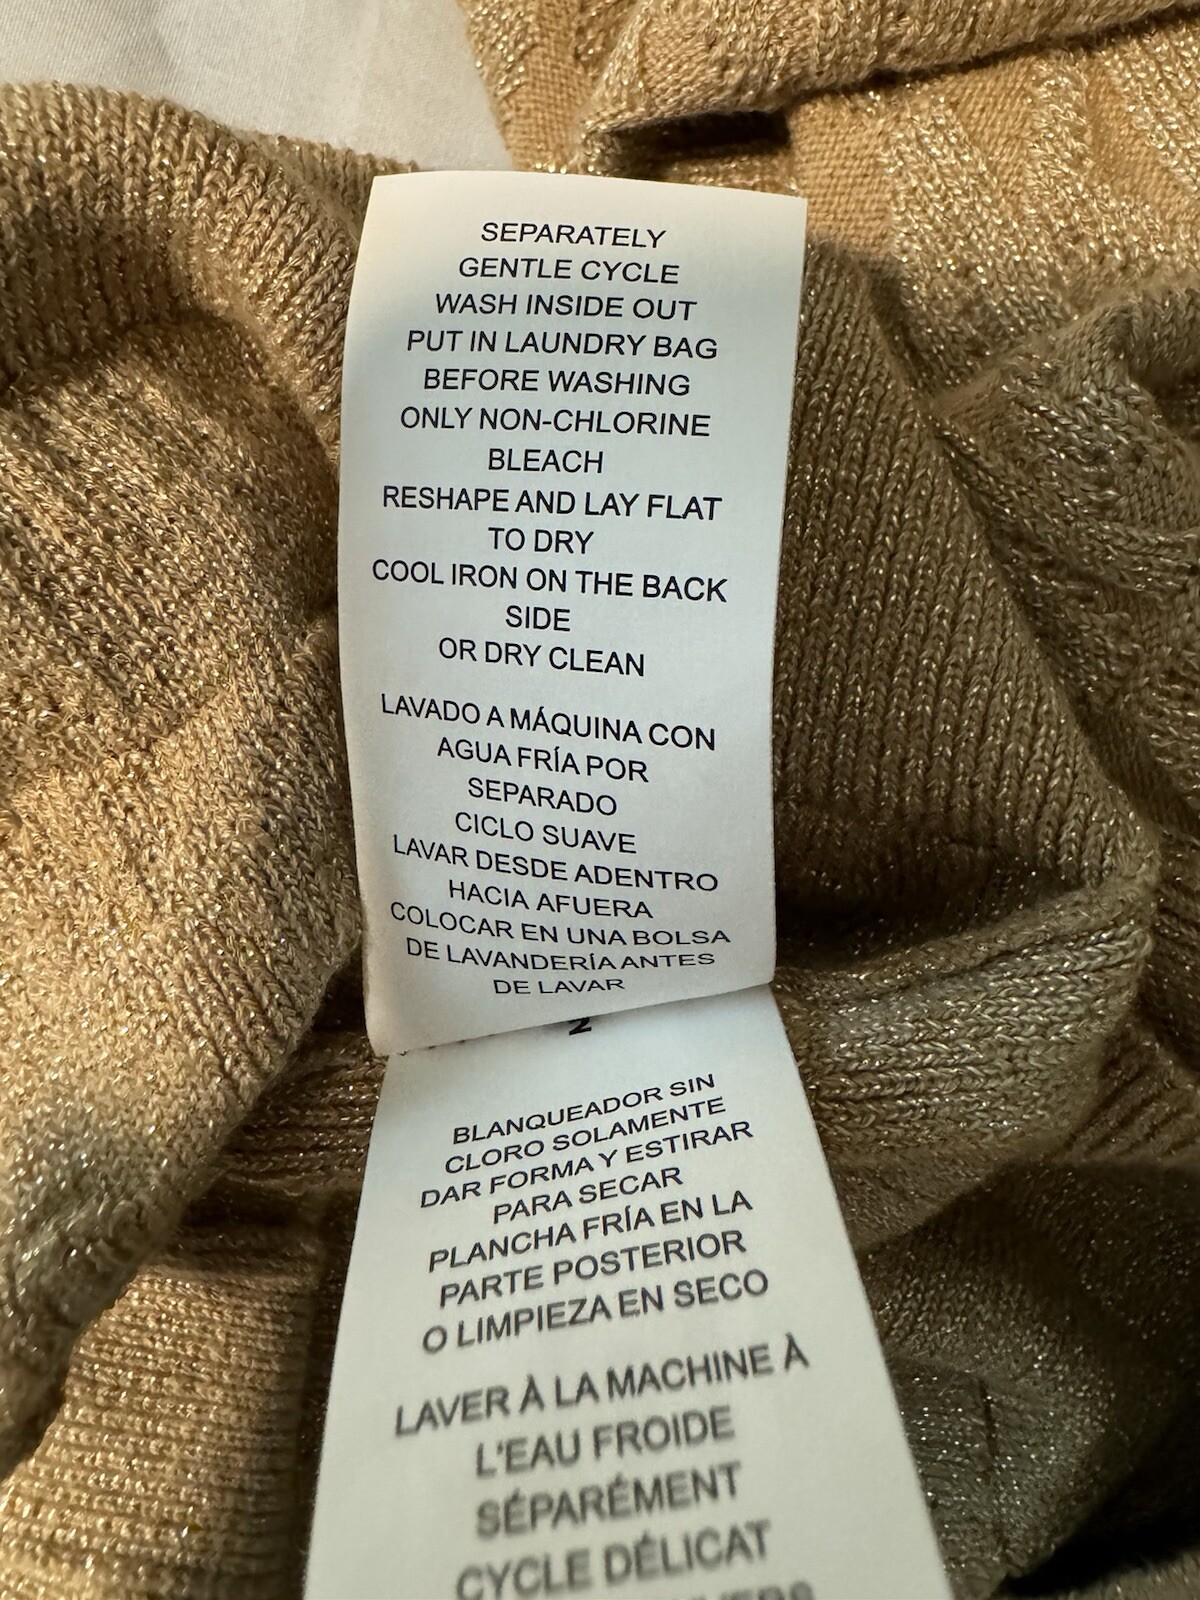 SEPARATELY
GENTLE CYCLE
WASH INSIDE OUT
PUT IN LAUNDRY BAG
BEFORE WASHING
ONLY NON-CHLORINE
BLEACH
RESHAPE AND LAY FLAT
TO DRY
COOL IRON ON THE BACK
SIDE
OR DRY CLEAN
LAVADO A MÁQUINA CON
AGUA FRÍA POR
SEPARADO
CICLO SUAVE
LAVAR DESDE ADENTRO
HACIA AFUERA
COLOCAR EN UNA BOLSA
DE LAVANDERÍA ANTES
DE LAVAR
2
BLANQUEADOR SIN
CLORO SOLAMENTE
DAR FORMA Y ESTIRAR
PARA SECAR
PLANCHA FRÍA EN LA
PARTE POSTERIOR
O LIMPIEZA EN SECO
LAVER À LA MACHINE À
L'EAU FROIDE
SÉPARÉMENT
CYCLE DÉLICAT